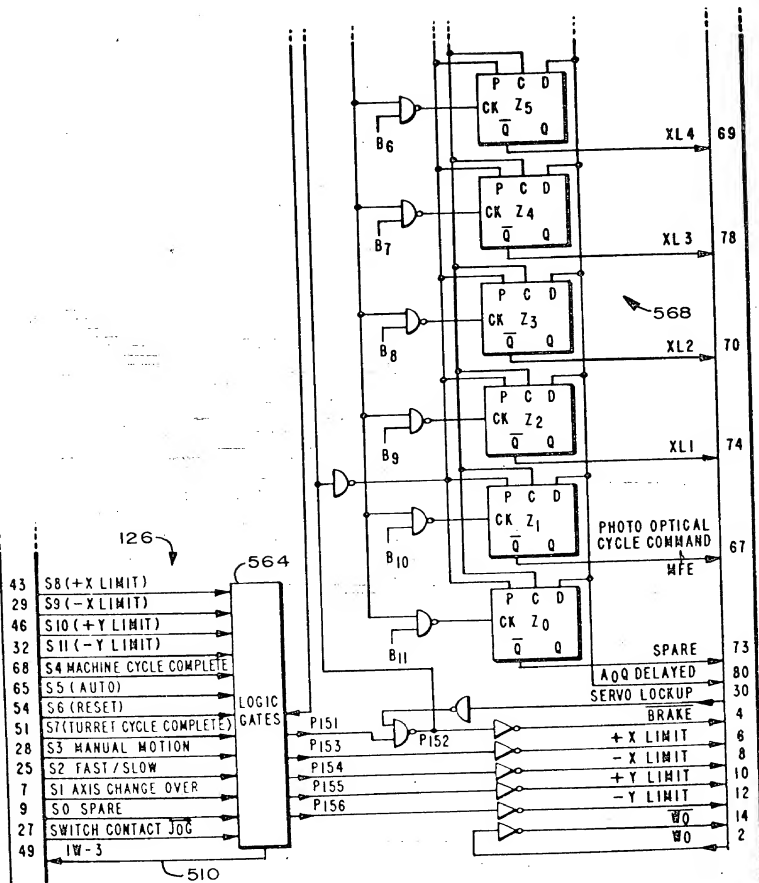 P C D
CK Z5
Q̅ Q
B6
XL4 69
P C D
CK Z4
Q̅ Q
B7
XL3 78
P C D
CK Z3
Q̅ Q
B8
568
XL2 70
P C D
CK Z2
Q̅ Q
B9
XL1 74
P C D
CK Z1
Q̅ Q
B10
PHOTO OPTICAL
CYCLE COMMAND 67
MFE
P C D
CK Z0
Q̅ Q
B11
SPARE 73
A0Q DELAYED 80
SERVO LOCKUP 30
B̅R̅A̅K̅E̅ 4
+X LIMIT 6
-X LIMIT 8
+Y LIMIT 10
-Y LIMIT 12
W̅0̅ 14
W0 2
126
564
43 S8 (+X LIMIT)
29 S9 (-X LIMIT)
46 S10 (+Y LIMIT)
32 S11 (-Y LIMIT)
68 S4 MACHINE CYCLE COMPLETE
65 S5 (AUTO)
54 S6 (RESET)
51 S7(TURRET CYCLE COMPLETE)
28 S3 MANUAL MOTION
25 S2 FAST/SLOW
7 S1 AXIS CHANGE OVER
9 S0 SPARE
27 SWITCH CONTACT J̅O̅G̅
49 IW-3
510
LOGIC
GATES
P151
P152
P153
P154
P155
P156